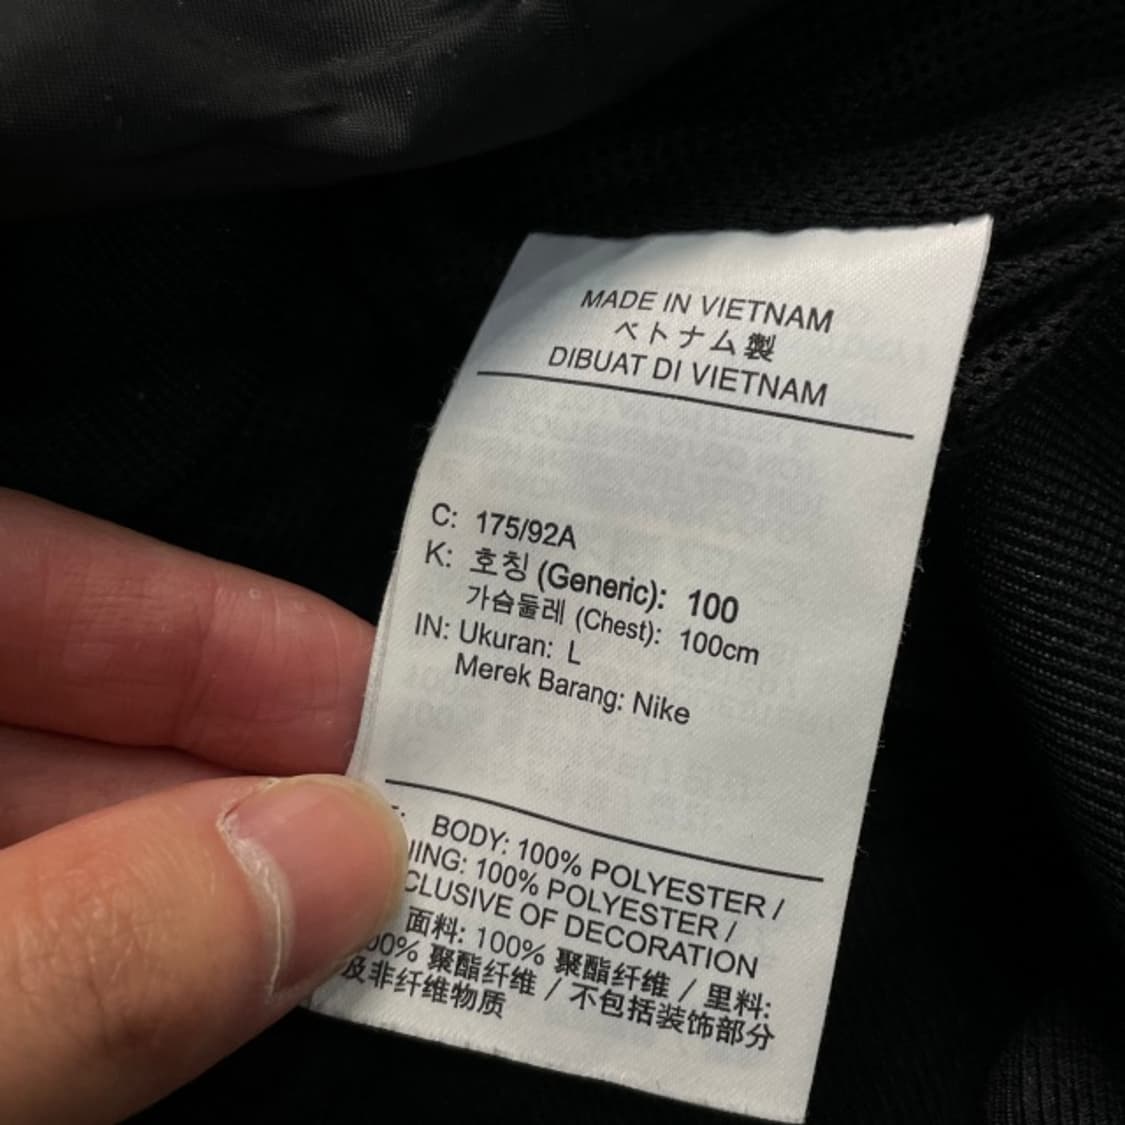 MADE IN VIETNAM
ベトナム製
DIBUAT DI VIETNAM
C: 175/92A
K: 호칭 (Generic): 100
가슴둘레 (Chest): 100cm
IN: Ukuran: L
Merek Barang: Nike
BODY: 100% POLYESTER /
100% POLYESTER /
OF DECORATION
面料: 100% 聚酯纤维 / 里料:
聚酯纤维 / 不包括装饰部分
及非纤维物质